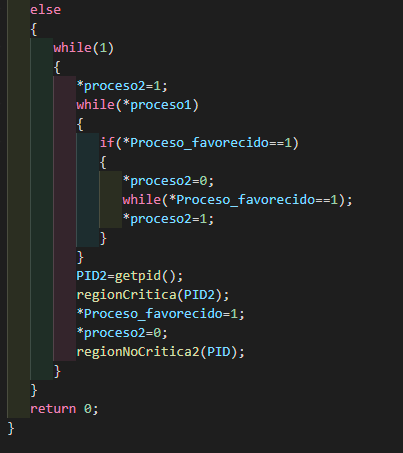 else
{
while(1)
{
*proceso2=1;
while(*proceso1)
{
if(*Proceso_favorecido==1)
{
*proceso2=0;
while(*Proceso_favorecido==1);
*proceso2=1;
}
}
PID2=getpid();
regionCritica(PID2);
*Proceso_favorecido=1;
*proceso2=0;
regionNoCritica2(PID);
}
}
return 0;
}